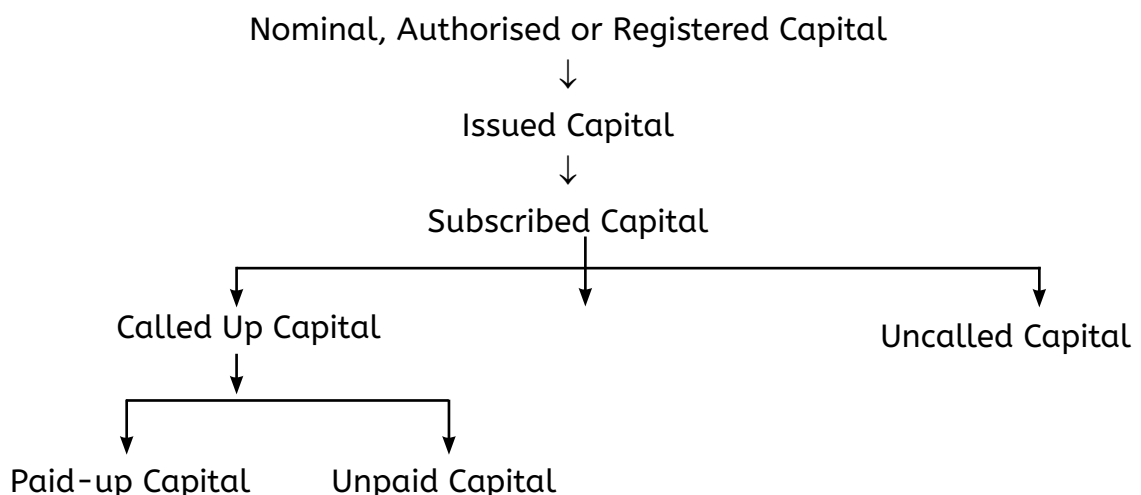 Nominal, Authorised or Registered Capital
↓
Issued Capital
↓
Subscribed Capital
Called Up Capital
Uncalled Capital
Paid-up Capital
Unpaid Capital